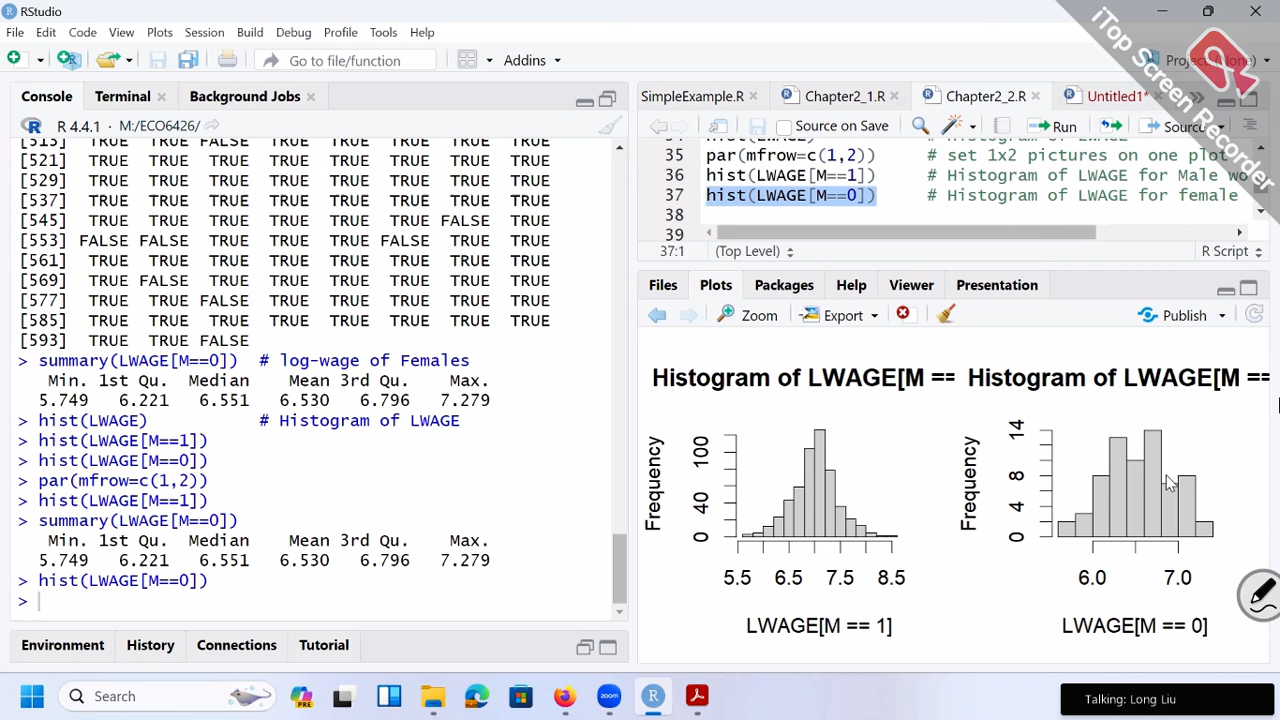 RStudio
File Edit Code View Plots Session Build Debug Profile Tools Help
Go to file/function Addins Project: (None)
iTop Screen Recorder
Console Terminal Background Jobs
R 4.4.1 · M:/ECO6426/
[513] TRUE TRUE FALSE TRUE TRUE TRUE TRUE TRUE
[521] TRUE TRUE TRUE TRUE TRUE TRUE TRUE TRUE
[529] TRUE TRUE TRUE TRUE TRUE TRUE TRUE TRUE
[537] TRUE TRUE TRUE TRUE TRUE TRUE TRUE TRUE
[545] TRUE TRUE TRUE TRUE TRUE TRUE FALSE TRUE
[553] FALSE FALSE TRUE TRUE TRUE FALSE TRUE TRUE
[561] TRUE TRUE TRUE TRUE TRUE TRUE TRUE TRUE
[569] TRUE FALSE TRUE TRUE TRUE TRUE TRUE TRUE
[577] TRUE TRUE FALSE TRUE TRUE TRUE TRUE TRUE
[585] TRUE TRUE TRUE TRUE TRUE TRUE TRUE TRUE
[593] TRUE TRUE FALSE
> summary(LWAGE[M==0]) # log-wage of Females
Min. 1st Qu. Median Mean 3rd Qu. Max.
5.749 6.221 6.551 6.530 6.796 7.279
> hist(LWAGE) # Histogram of LWAGE
> hist(LWAGE[M==1])
> hist(LWAGE[M==0])
> par(mfrow=c(1,2))
> hist(LWAGE[M==1])
> summary(LWAGE[M==0])
Min. 1st Qu. Median Mean 3rd Qu. Max.
5.749 6.221 6.551 6.530 6.796 7.279
> hist(LWAGE[M==0])
>
Environment History Connections Tutorial
SimpleExample.R Chapter2_1.R Chapter2_2.R Untitled1*
Source on Save Run Source
35 par(mfrow=c(1,2)) # set 1x2 pictures on one plot
36 hist(LWAGE[M==1]) # Histogram of LWAGE for Male wo
37 hist(LWAGE[M==0]) # Histogram of LWAGE for female
38
39
37:1 (Top Level) R Script
Files Plots Packages Help Viewer Presentation
Zoom Export Publish
Histogram of LWAGE[M ==
Frequency
0 40 100
5.5 6.5 7.5 8.5
LWAGE[M == 1]
Histogram of LWAGE[M ==
Frequency
0 4 8 14
6.0 7.0
LWAGE[M == 0]
Search
PRE
zoom
R
Talking: Long Liu